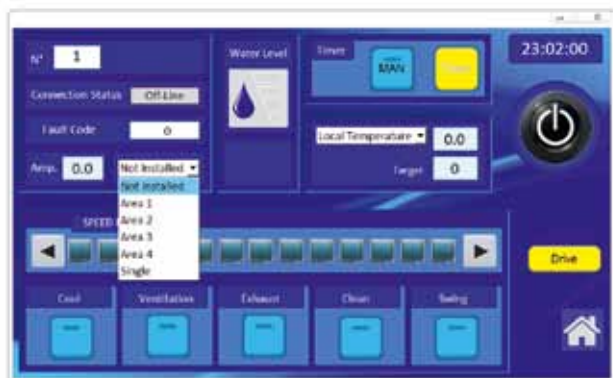 N° 1
Connection Status Off-Line
Fault Code 0
Amp. 0.0 Not Installed
Not Installed
Area 1
Area 2
Area 3
Area 4
Single
Water Level
Timer
MAN
Local Temperature 0.0
Target 0
23:02:00
SPEED
Drive
Cool
Ventilation
Exhaust
Clean
Swing